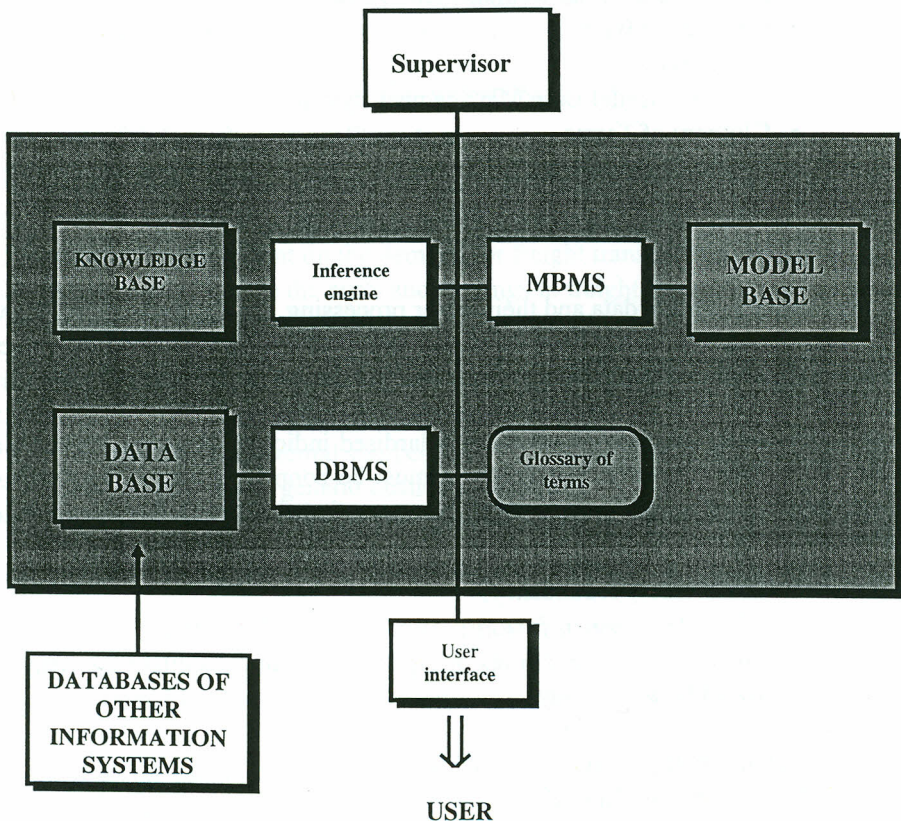 Supervisor
KNOWLEDGE
BASE
Inference
engine
MBMS
MODEL
BASE
DATA
BASE
DBMS
Glossary of
terms
User
interface
DATABASES OF
OTHER
INFORMATION
SYSTEMS
USER